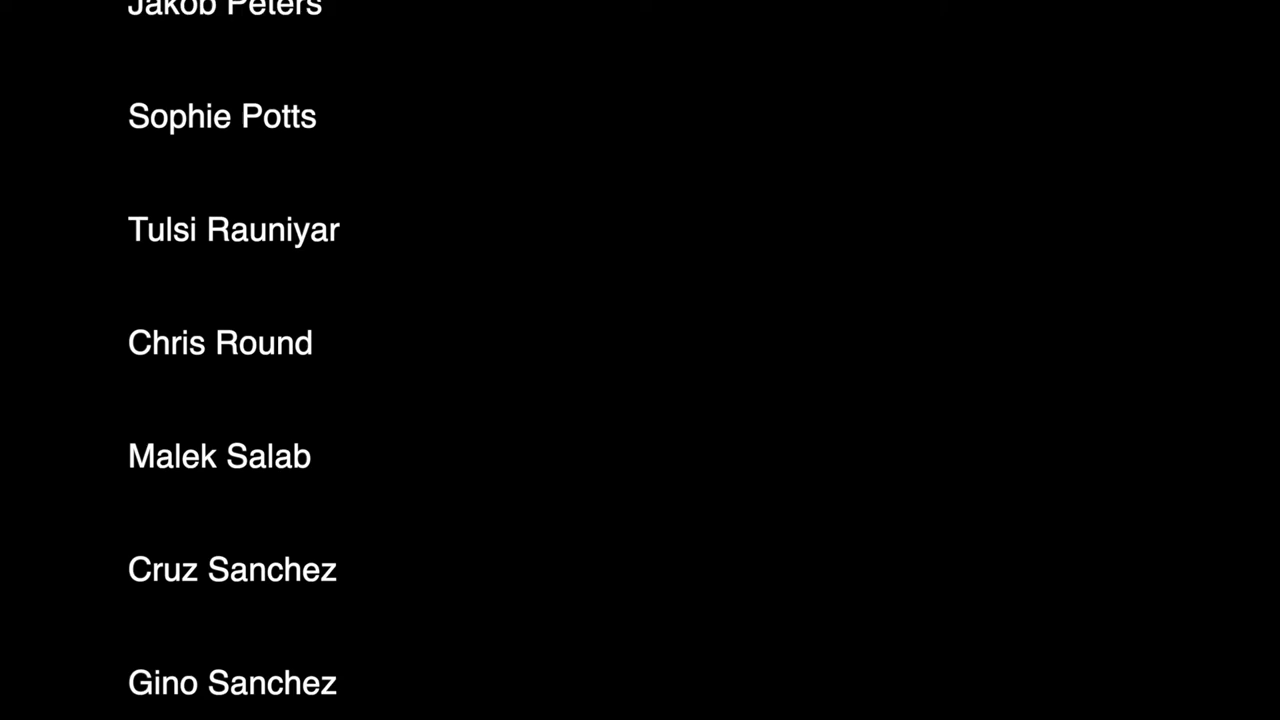 Jakob Peters
Sophie Potts
Tulsi Rauniyar
Chris Round
Malek Salab
Cruz Sanchez
Gino Sanchez